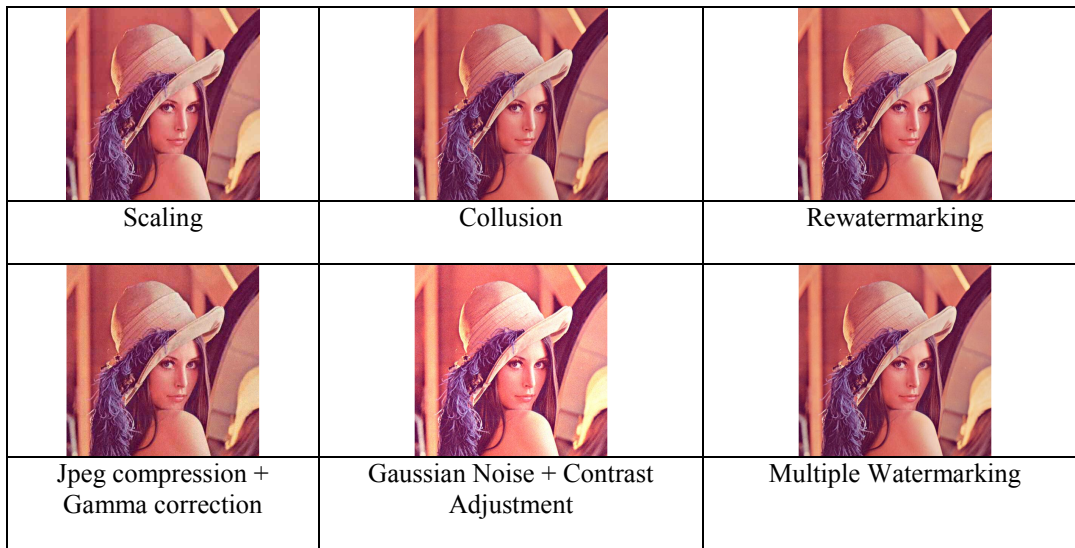 Scaling
Collusion
Rewatermarking
Jpeg compression +
Gamma correction
Gaussian Noise + Contrast
Adjustment
Multiple Watermarking